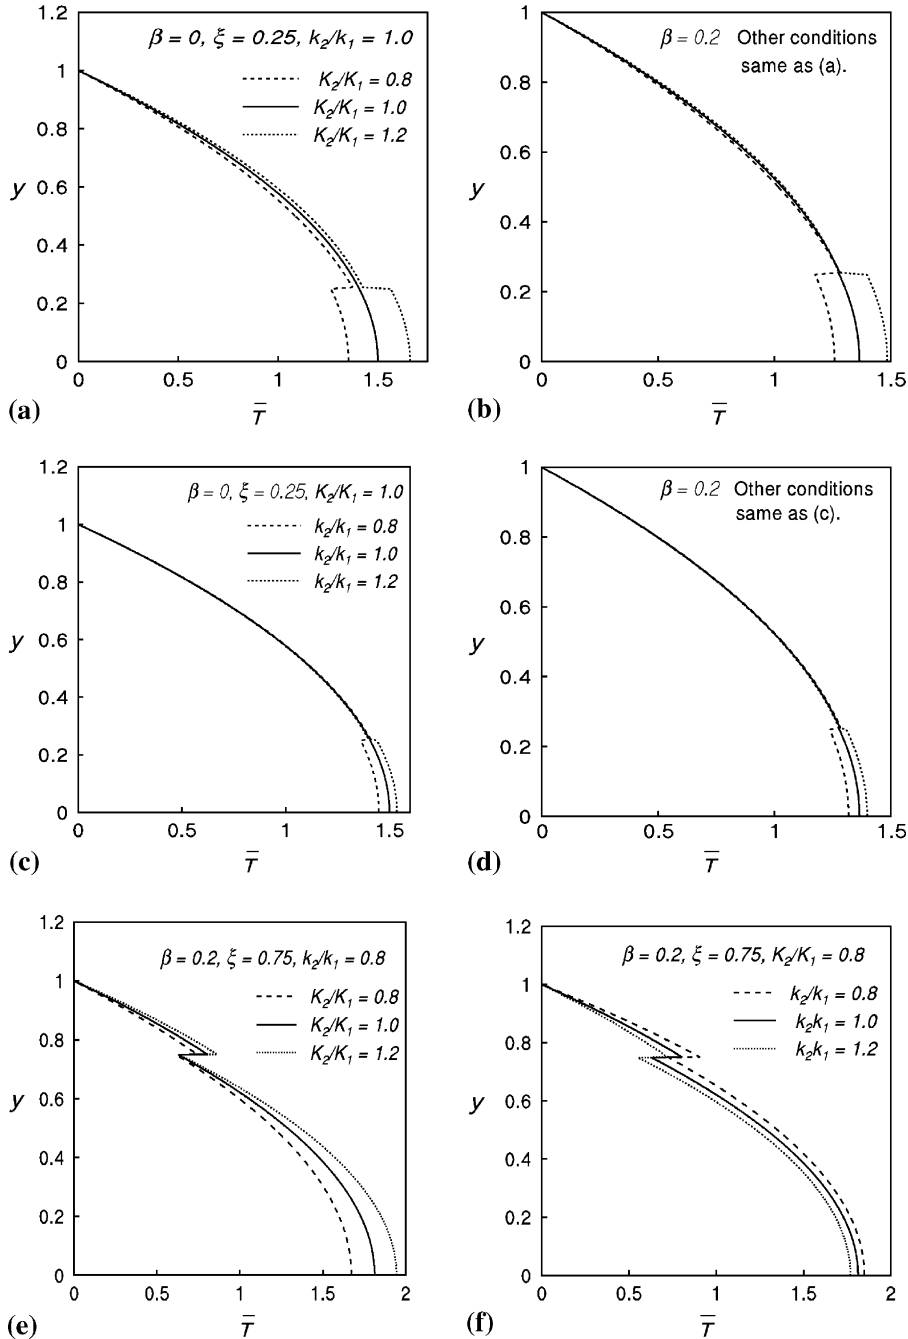 1.2
1
0.8
0.6
0.4
0.2
0
y
β = 0, ξ = 0.25, k2/k1 = 1.0
K2/K1 = 0.8
K2/K1 = 1.0
K2/K1 = 1.2
0 0.5 1 1.5
(a)
T̅
1
0.8
0.6
0.4
0.2
0
y
β = 0.2 Other conditions
same as (a).
0 0.5 1 1.5
(b)
T̅
1.2
1
0.8
0.6
0.4
0.2
0
y
β = 0, ξ = 0.25, K2/K1 = 1.0
k2/k1 = 0.8
k2/k1 = 1.0
k2/k1 = 1.2
0 0.5 1 1.5
(c)
T̅
1
0.8
0.6
0.4
0.2
0
y
β = 0.2 Other conditions
same as (c).
0 0.5 1 1.5
(d)
T̅
1.2
1
0.8
0.6
0.4
0.2
0
y
β = 0.2, ξ = 0.75, k2/k1 = 0.8
K2/K1 = 0.8
K2/K1 = 1.0
K2/K1 = 1.2
0 0.5 1 1.5 2
(e)
T̅
1.2
1
0.8
0.6
0.4
0.2
0
y
β = 0.2, ξ = 0.75, K2/K1 = 0.8
k2/k1 = 0.8
k2k1 = 1.0
k2k1 = 1.2
0 0.5 1 1.5 2
(f)
T̅